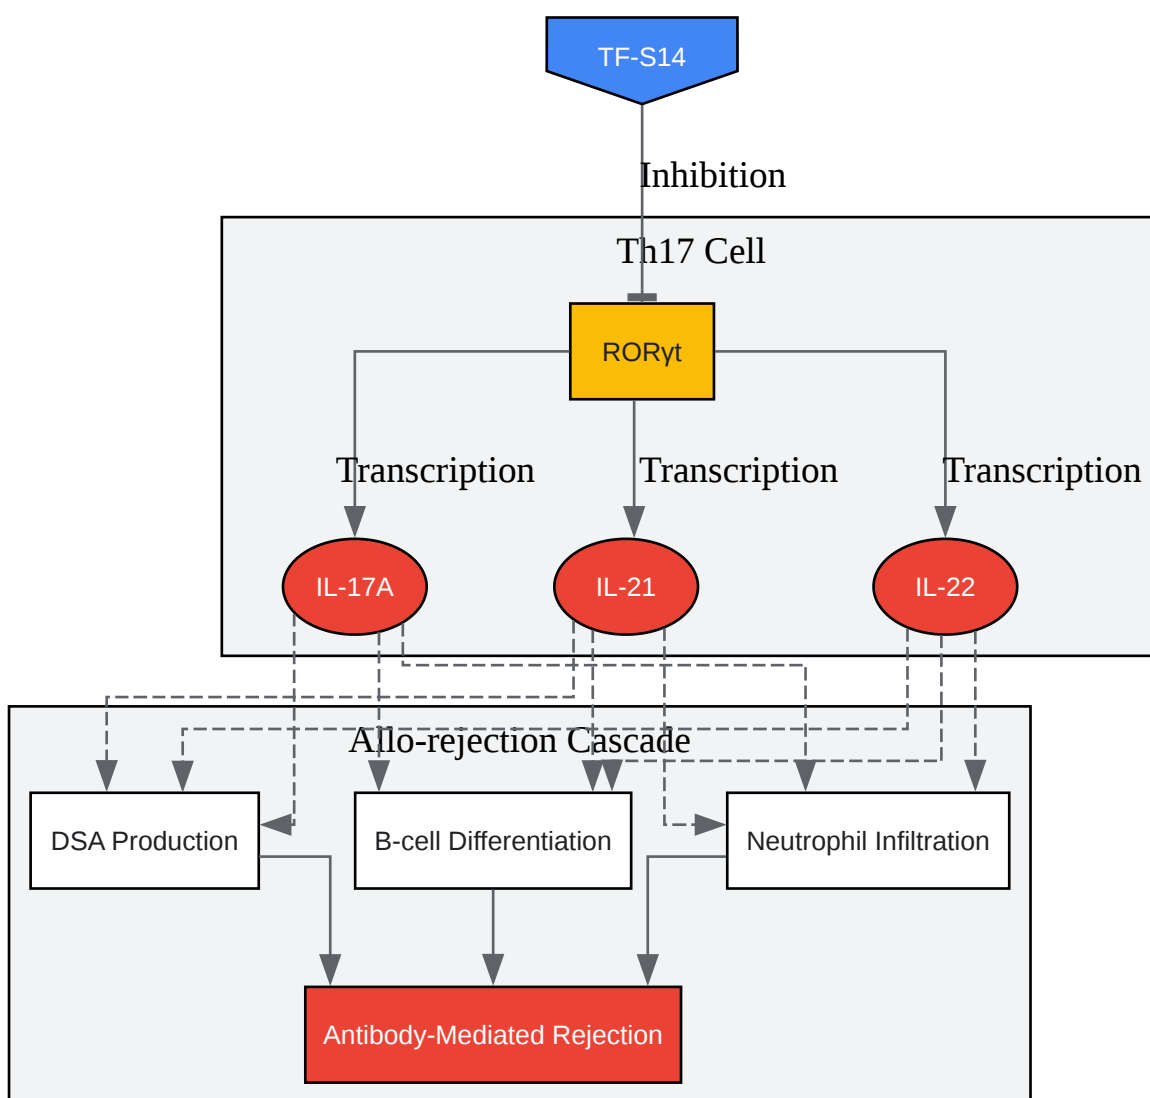 TF-S14
Inhibition
Th17 Cell
RORγt
Transcription
Transcription
Transcription
IL-17A
IL-21
IL-22
Allo-rejection Cascade
DSA Production
B-cell Differentiation
Neutrophil Infiltration
Antibody-Mediated Rejection